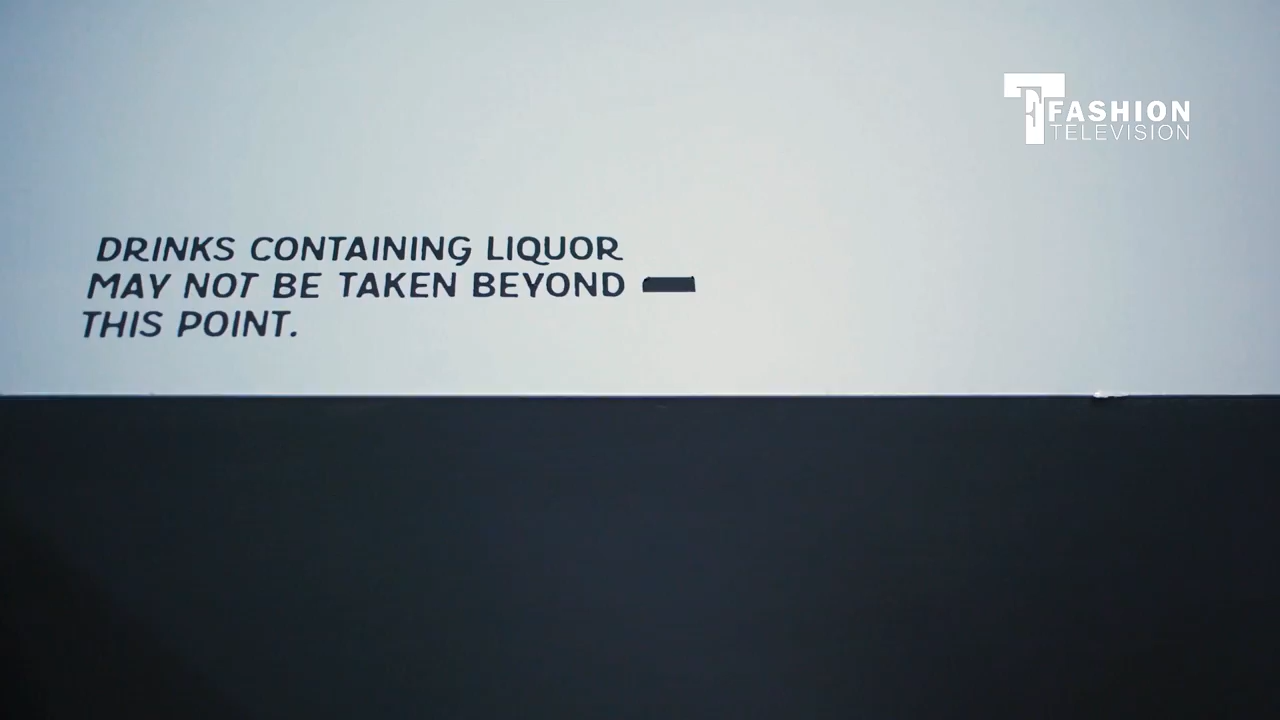 FASHION
TELEVISION
DRINKS CONTAINING LIQUOR
MAY NOT BE TAKEN BEYOND
THIS POINT.